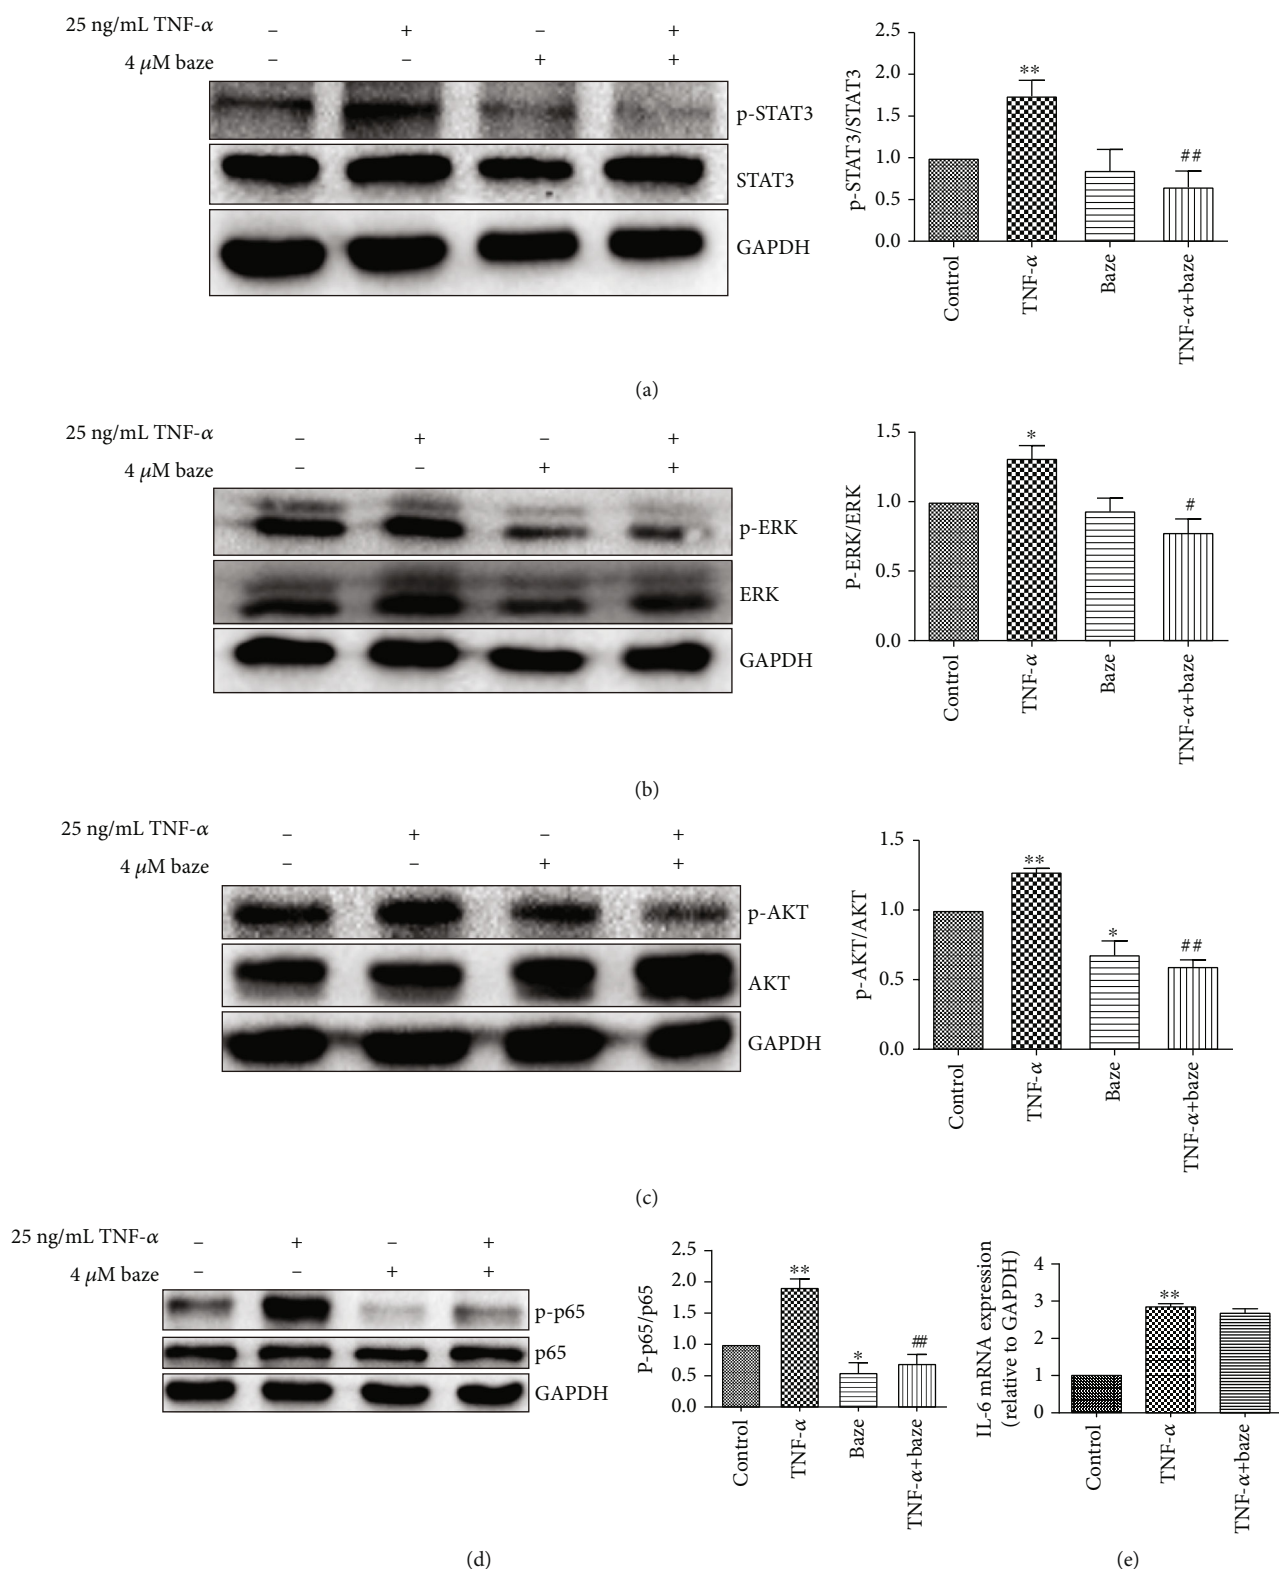 25 ng/mL TNF-α – + – +
4 μM baze – – + +
p-STAT3
STAT3
GAPDH
p-STAT3/STAT3
2.5
2.0
1.5
1.0
0.5
0.0
**
##
Control
TNF-α
Baze
TNF-α+baze
(a)
25 ng/mL TNF-α – + – +
4 μM baze – – + +
p-ERK
ERK
GAPDH
P-ERK/ERK
1.5
1.0
0.5
0.0
*
#
Control
TNF-α
Baze
TNF-α+baze
(b)
25 ng/mL TNF-α – + – +
4 μM baze – – + +
p-AKT
AKT
GAPDH
p-AKT/AKT
1.5
1.0
0.5
0.0
**
*
##
Control
TNF-α
Baze
TNF-α+baze
(c)
25 ng/mL TNF-α – + – +
4 μM baze – – + +
p-p65
p65
GAPDH
P-p65/p65
2.5
2.0
1.5
1.0
0.5
0.0
**
*
##
Control
TNF-α
Baze
TNF-α+baze
(d)
IL-6 mRNA expression
(relative to GAPDH)
4
3
2
1
0
**
Control
TNF-α
TNF-α+baze
(e)